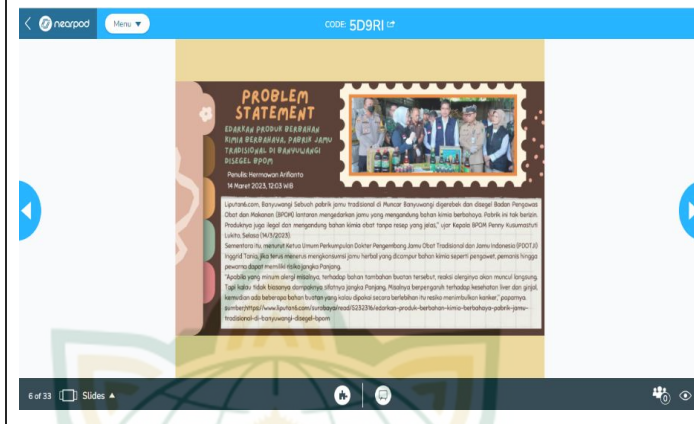 nearpod
Menu
CODE: 5D9RI
PROBLEM
STATEMENT
EDARKAN PRODUK BERBAHAN
KIMIA BERBAHAYA, PABRIK JAMU
TRADISIONAL DI BANYUWANGI
DISEGEL BPOM
Penulis: Hermawan Arifianto
14 Maret 2023, 12:03 WIB
Liputan6.com, Banyuwangi Sebuah pabrik jamu tradisional di Muncar Banyuwangi digerebek dan disegel Badan Pengawas
Obat dan Makanan (BPOM) lantaran mengedarkan jamu yang mengandung bahan kimia berbahaya. Pabrik ini tak berizin.
Produknya juga ilegal dan mengandung bahan kimia obat tanpa resep yang jelas," ujar Kepala BPOM Penny Kusumastuti
Lukito, Selasa (14/3/2023).
Sementara itu, menurut Ketua Umum Perkumpulan Dokter Pengembang Jamu Obat Tradisional dan Jamu Indonesia (PDOTJI)
Inggrid Tania, jika terus menerus mengkonsumsi jamu herbal yang dicampur bahan kimia seperti pengawet, pemanis hingga
pewarna dapat memiliki risiko jangka Panjang.
"Apabila yang minum alergi misalnya, terhadap bahan tambahan buatan tersebut, reaksi alerginya akan muncul langsung.
Tapi kalau tidak biasanya dampaknya sifatnya jangka Panjang. Misalnya berpengaruh terhadap kesehatan liver dan ginjal,
kemudian ada beberapa bahan buatan yang kalau dipakai secara berlebihan itu resiko menimbulkan kanker," paparnya.
sumber;https//www.liputan6.com/surabaya/read/5232316/edarkan-produk-berbahan-kimia-berbahaya-pabrik-jamu-
tradisional-di-banyuwangi-disegel-bpom
6 of 33
Slides
0